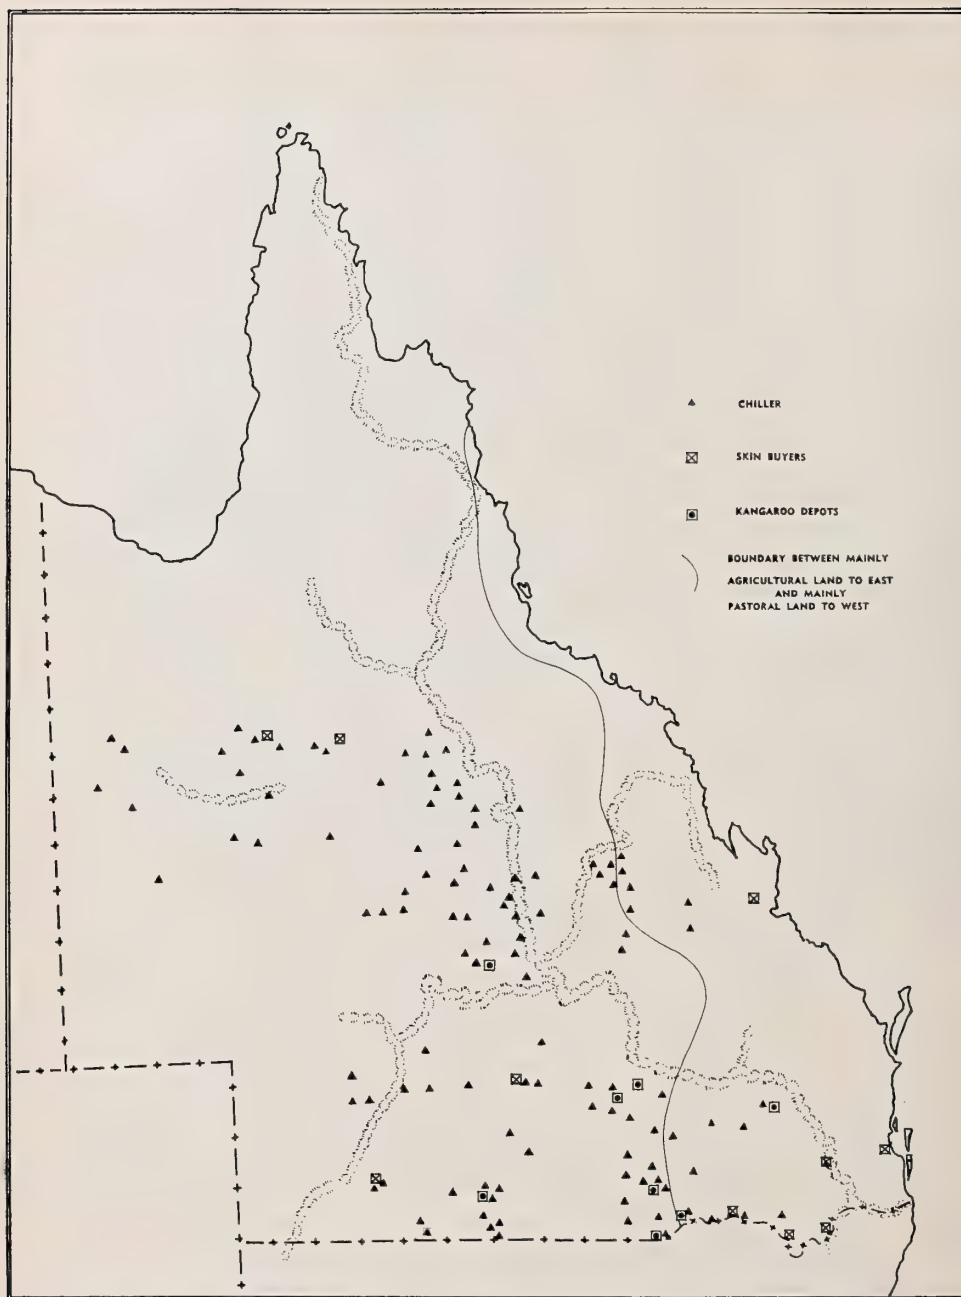 CHILLER
SKIN BUYERS
KANGAROO DEPOTS
BOUNDARY BETWEEN MAINLY
AGRICULTURAL LAND TO EAST
AND MAINLY
PASTORAL LAND TO WEST